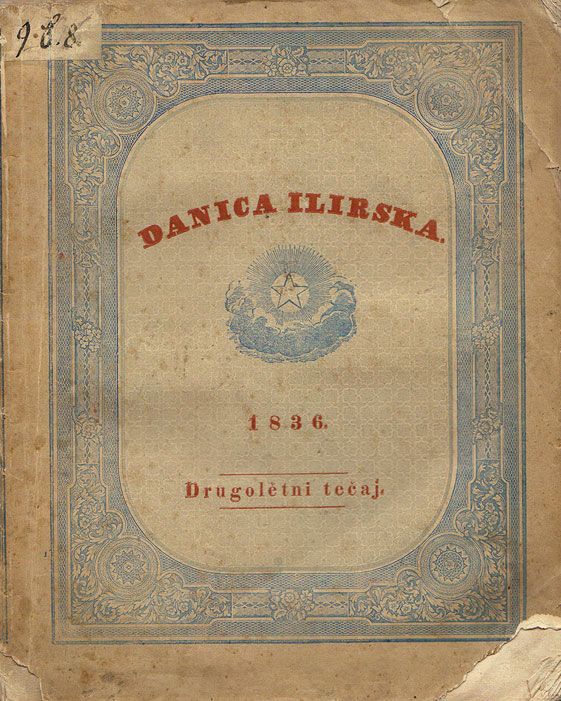 9.8.8.
DANICA ILIRSKA.
1836.
Drugolětni tečaj.